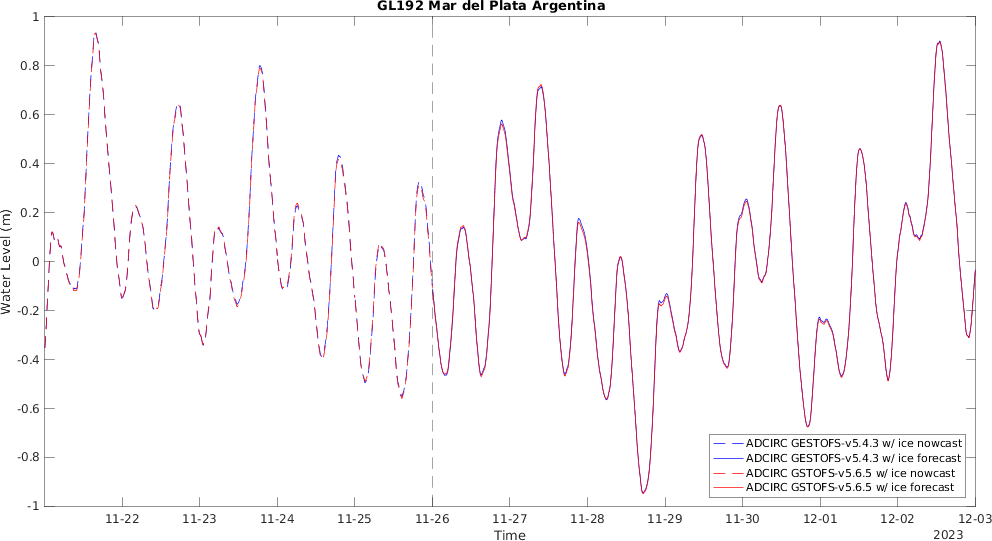 GL192 Mar del Plata Argentina
1
0.8
0.6
0.4
0.2
0
-0.2
-0.4
-0.6
-0.8
-1
Water Level (m)
ADCIRC GESTOFS-v5.4.3 w/ ice nowcast
ADCIRC GESTOFS-v5.4.3 w/ ice forecast
ADCIRC GSTOFS-v5.6.5 w/ ice nowcast
ADCIRC GSTOFS-v5.6.5 w/ ice forecast
11-22 11-23 11-24 11-25 11-26 11-27 11-28 11-29 11-30 12-01 12-02 12-03
Time
2023